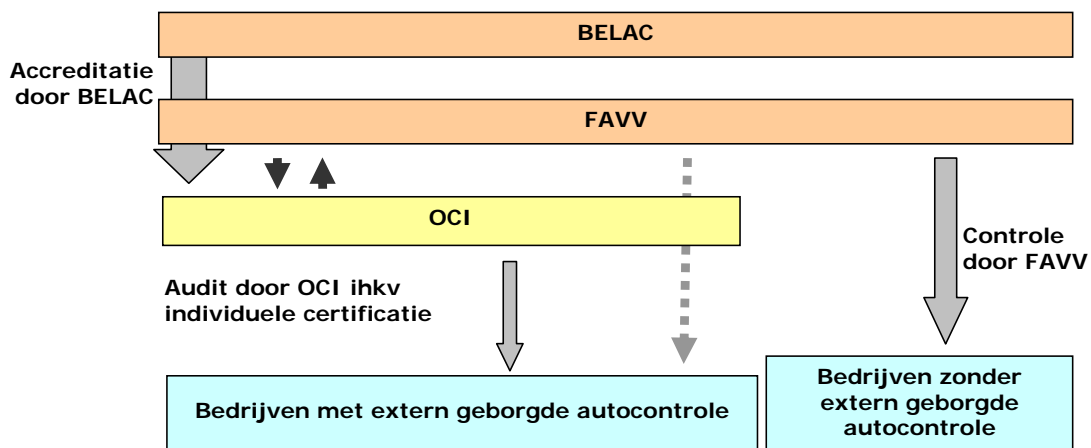 BELAC
Accreditatie
door BELAC
FAVV
OCI
Controle
door FAVV
Audit door OCI ihkv
individuele certificatie
Bedrijven met extern geborgde autocontrole
Bedrijven zonder
extern geborgde
autocontrole